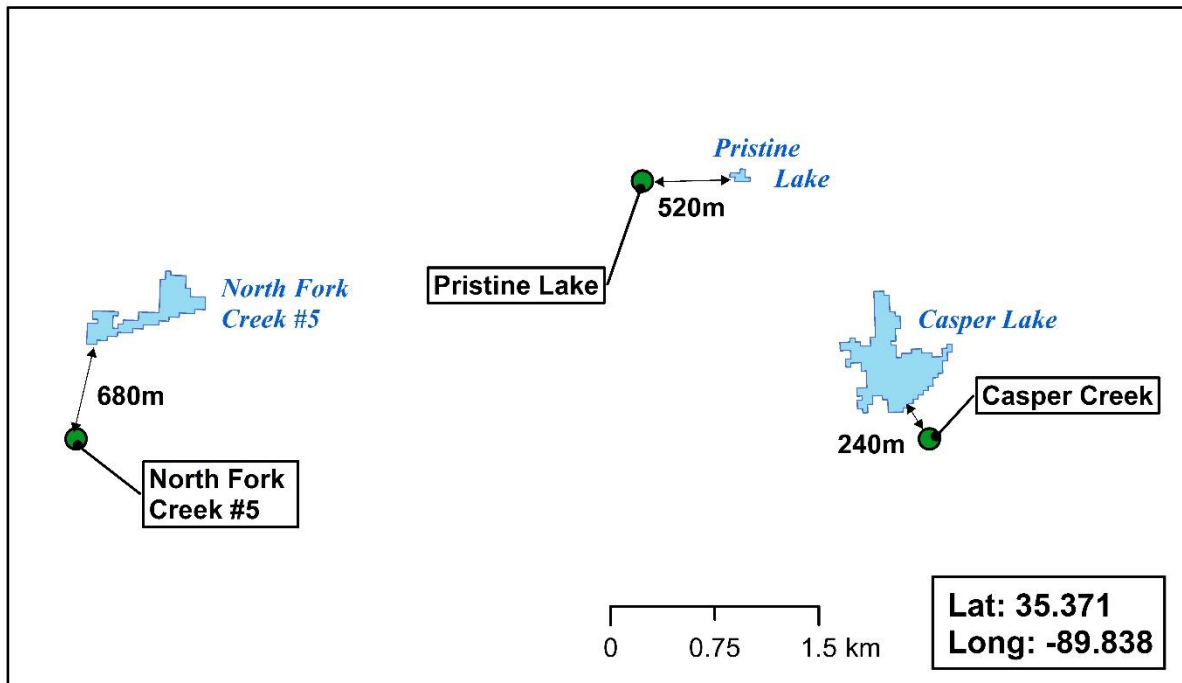 Pristine
Lake
520m
Pristine Lake
North Fork
Creek #5
Casper Lake
680m
Casper Creek
240m
North Fork
Creek #5
Lat: 35.371
Long: -89.838
0 0.75 1.5 km